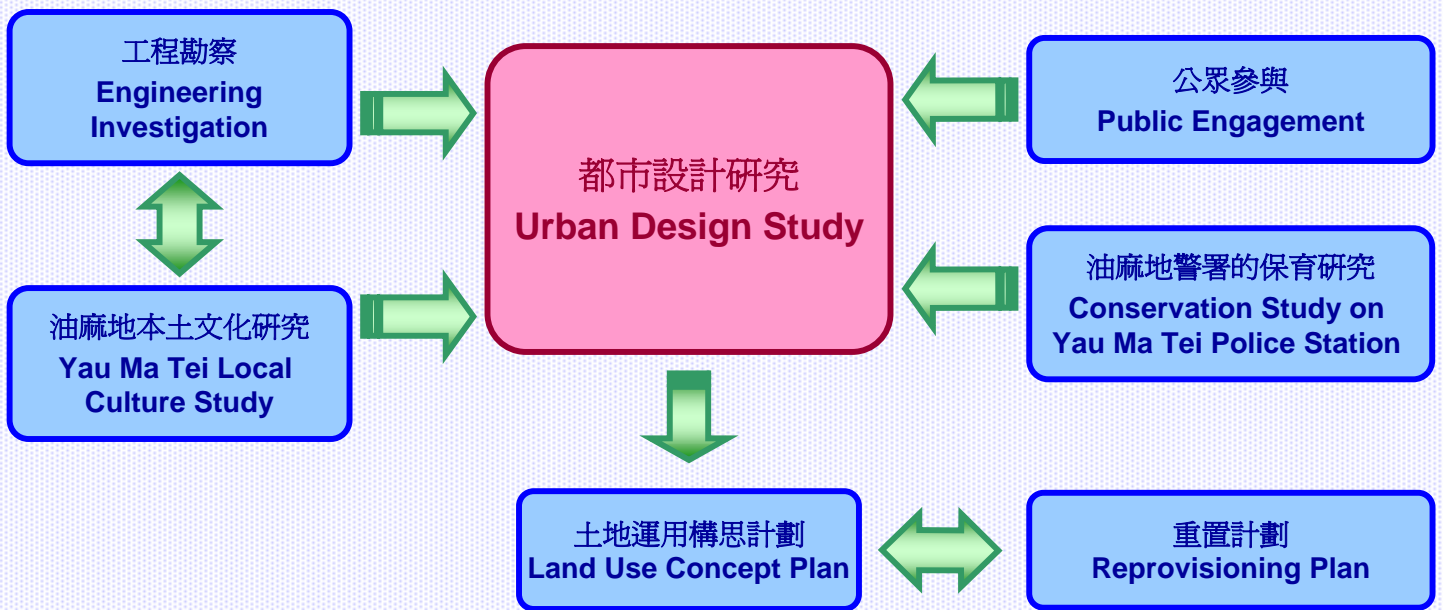 工程勘察
Engineering
Investigation
都市設計研究
Urban Design Study
公眾參與
Public Engagement
油麻地本土文化研究
Yau Ma Tei Local
Culture Study
油麻地警署的保育研究
Conservation Study on
Yau Ma Tei Police Station
土地運用構思計劃
Land Use Concept Plan
重置計劃
Reprovisioning Plan